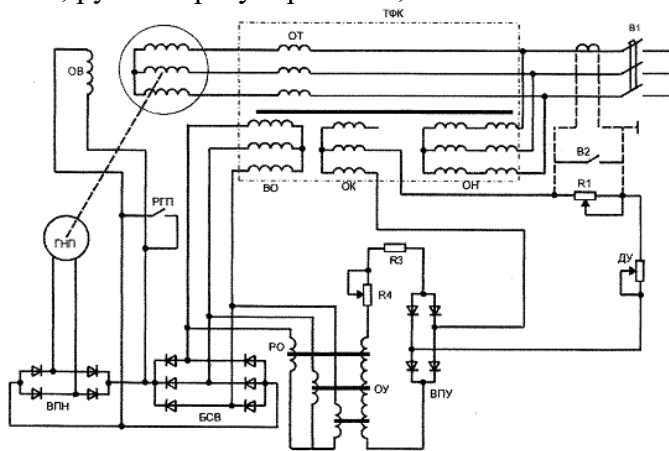 ТФК
ОТ
В1
ОВ
В2
R1
ВО
ОК
ОН
РГП
ГНП
ДУ
R3
R4
РО
ОУ
ВПУ
ВПН
БСВ